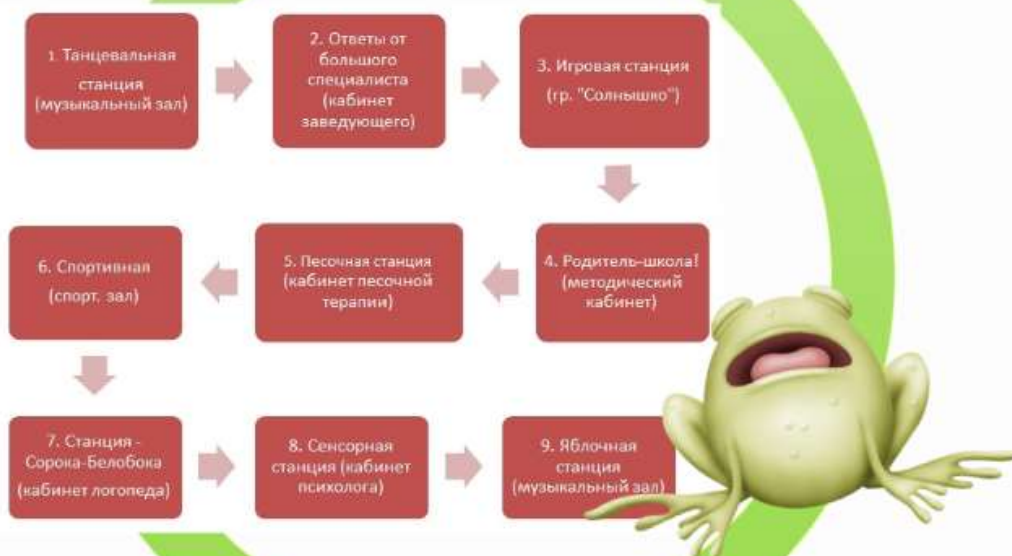 1. Танцевальная
станция
(музыкальный зал)
2. Ответы от
большого
специалиста
(кабинет
заведующего)
3. Игровая станция
(гр. "Солнышко")
4. Родитель-школа!
(методический
кабинет)
5. Песочная станция
(кабинет песочной
терапии)
6. Спортивная
(спорт. зал)
7. Станция -
Сорока-Белобока
(кабинет логопеда)
8. Сенсорная
станция (кабинет
психолога)
9. Яблочная
станция
(музыкальный зал)